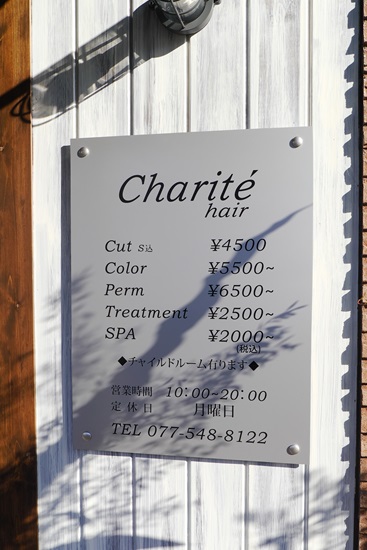 Charité
hair
Cut S込 ¥4500
Color ¥5500~
Perm ¥6500~
Treatment ¥2500~
SPA ¥2000~
(税込)
◆チャイルドルーム有ります◆
営業時間 10:00~20:00
定休日 月曜日
TEL 077-548-8122